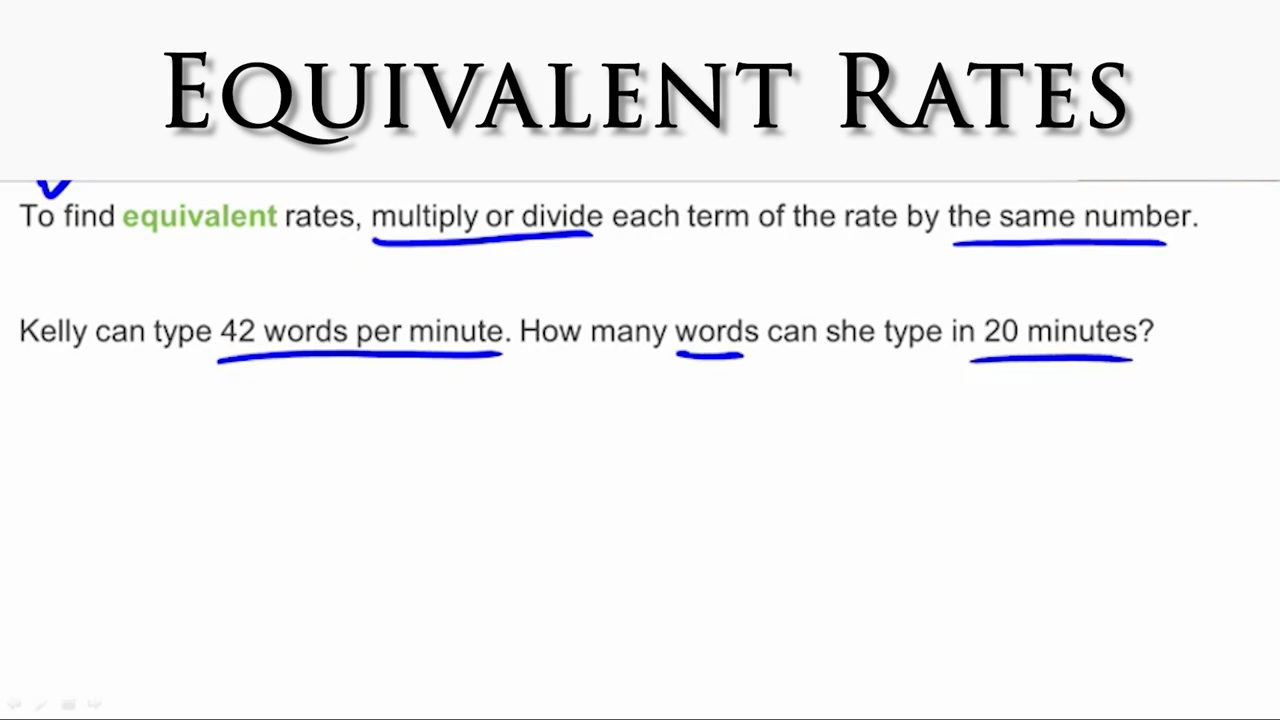 EQUIVALENT RATES
To find equivalent rates, multiply or divide each term of the rate by the same number.
Kelly can type 42 words per minute. How many words can she type in 20 minutes?